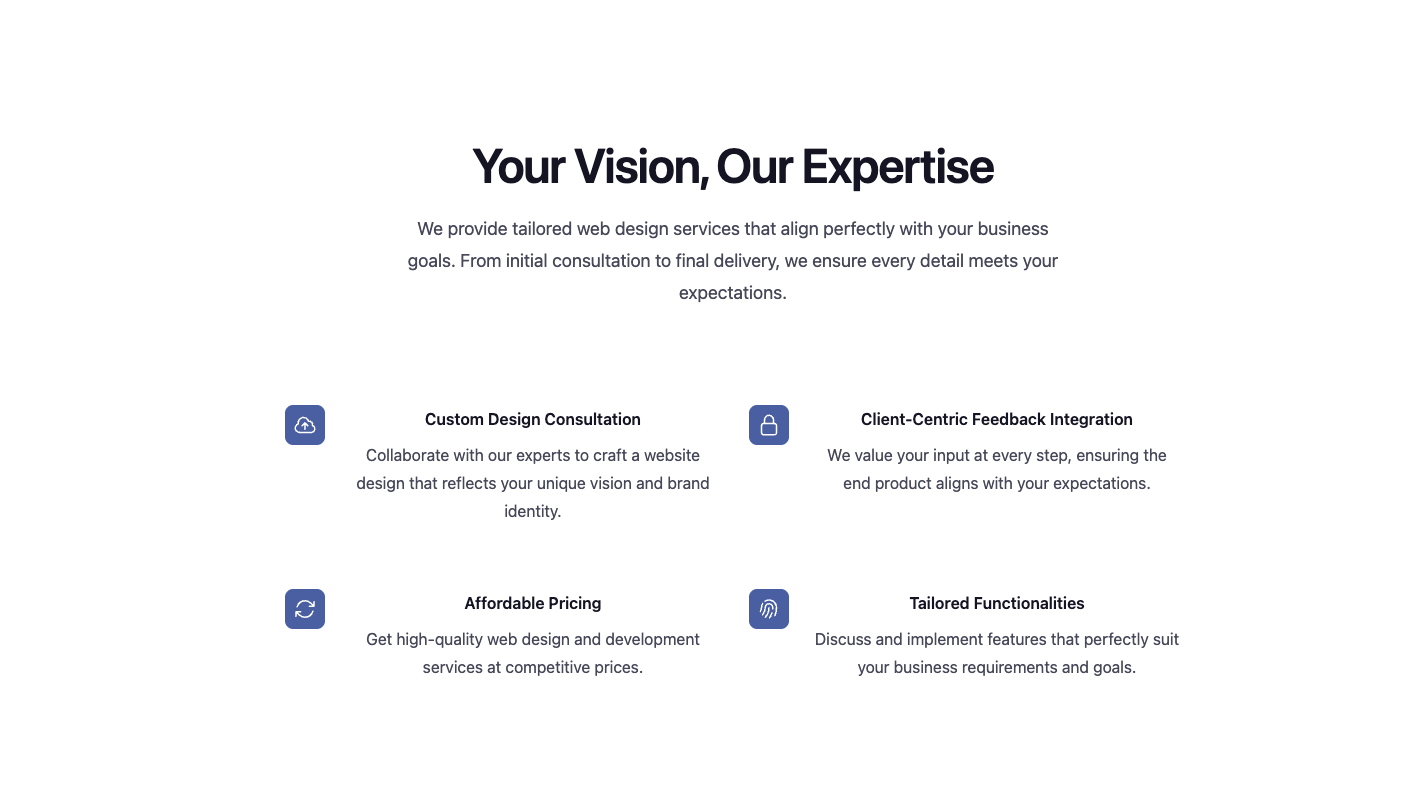 Your Vision, Our Expertise
We provide tailored web design services that align perfectly with your business
goals. From initial consultation to final delivery, we ensure every detail meets your
expectations.
Custom Design Consultation
Collaborate with our experts to craft a website
design that reflects your unique vision and brand
identity.
Client-Centric Feedback Integration
We value your input at every step, ensuring the
end product aligns with your expectations.
Affordable Pricing
Get high-quality web design and development
services at competitive prices.
Tailored Functionalities
Discuss and implement features that perfectly suit
your business requirements and goals.